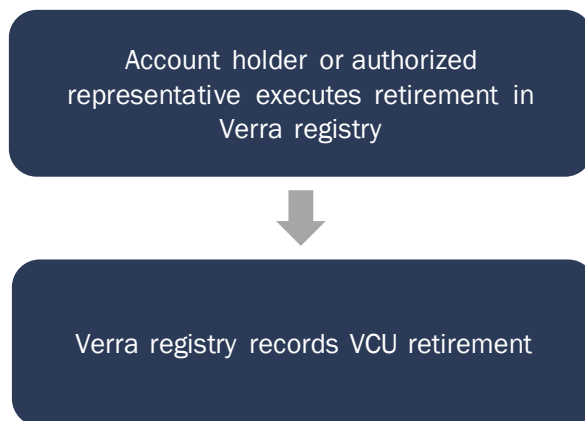 Account holder or authorized
representative executes retirement in
Verra registry
Verra registry records VCU retirement